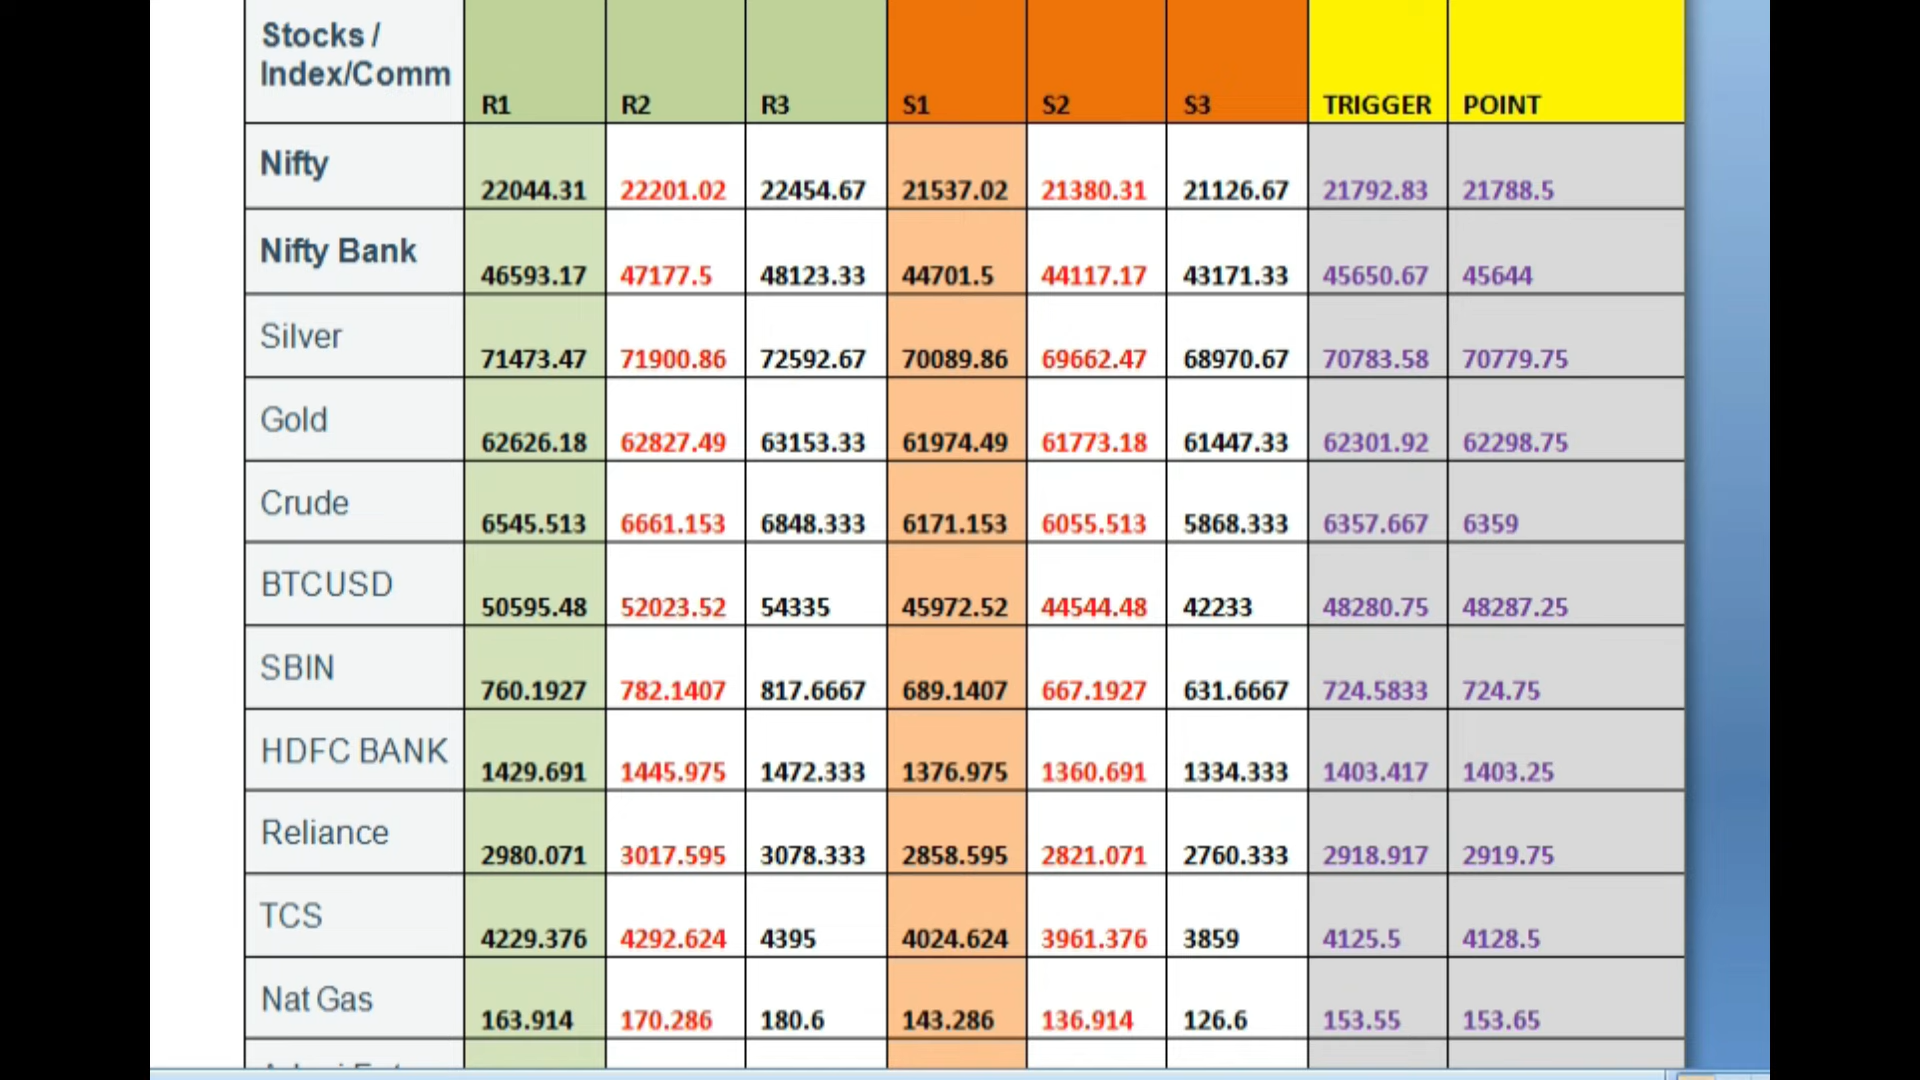 Stocks /
Index/Comm R1 R2 R3 S1 S2 S3 TRIGGER POINT
Nifty 22044.31 22201.02 22454.67 21537.02 21380.31 21126.67 21792.83 21788.5
Nifty Bank 46593.17 47177.5 48123.33 44701.5 44117.17 43171.33 45650.67 45644
Silver 71473.47 71900.86 72592.67 70089.86 69662.47 68970.67 70783.58 70779.75
Gold 62626.18 62827.49 63153.33 61974.49 61773.18 61447.33 62301.92 62298.75
Crude 6545.513 6661.153 6848.333 6171.153 6055.513 5868.333 6357.667 6359
BTCUSD 50595.48 52023.52 54335 45972.52 44544.48 42233 48280.75 48287.25
SBIN 760.1927 782.1407 817.6667 689.1407 667.1927 631.6667 724.5833 724.75
HDFC BANK 1429.691 1445.975 1472.333 1376.975 1360.691 1334.333 1403.417 1403.25
Reliance 2980.071 3017.595 3078.333 2858.595 2821.071 2760.333 2918.917 2919.75
TCS 4229.376 4292.624 4395 4024.624 3961.376 3859 4125.5 4128.5
Nat Gas 163.914 170.286 180.6 143.286 136.914 126.6 153.55 153.65